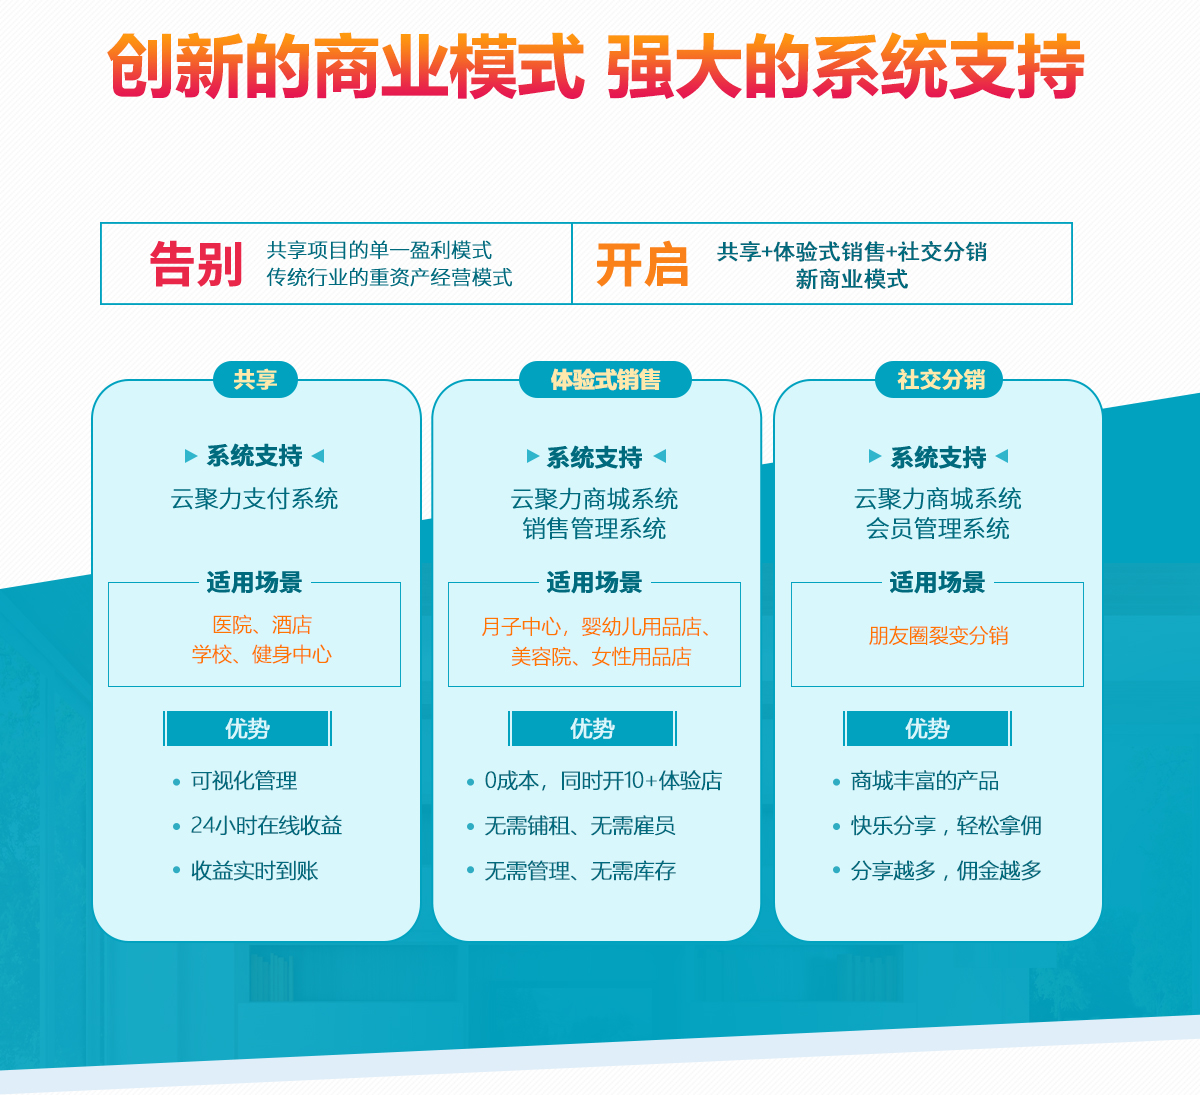 创新的商业模式 强大的系统支持
告别
共享项目的单一盈利模式
传统行业的重资产经营模式
开启
共享+体验式销售+社交分销
新商业模式
共享
系统支持
云聚力支付系统
适用场景
医院、酒店
学校、健身中心
优势
可视化管理
24小时在线收益
收益实时到账
体验式销售
系统支持
云聚力商城系统
销售管理系统
适用场景
月子中心，婴幼儿用品店、
美容院、女性用品店
优势
0成本，同时开10+体验店
无需铺租、无需雇员
无需管理、无需库存
社交分销
系统支持
云聚力商城系统
会员管理系统
适用场景
朋友圈裂变分销
优势
商城丰富的产品
快乐分享，轻松拿佣
分享越多，佣金越多